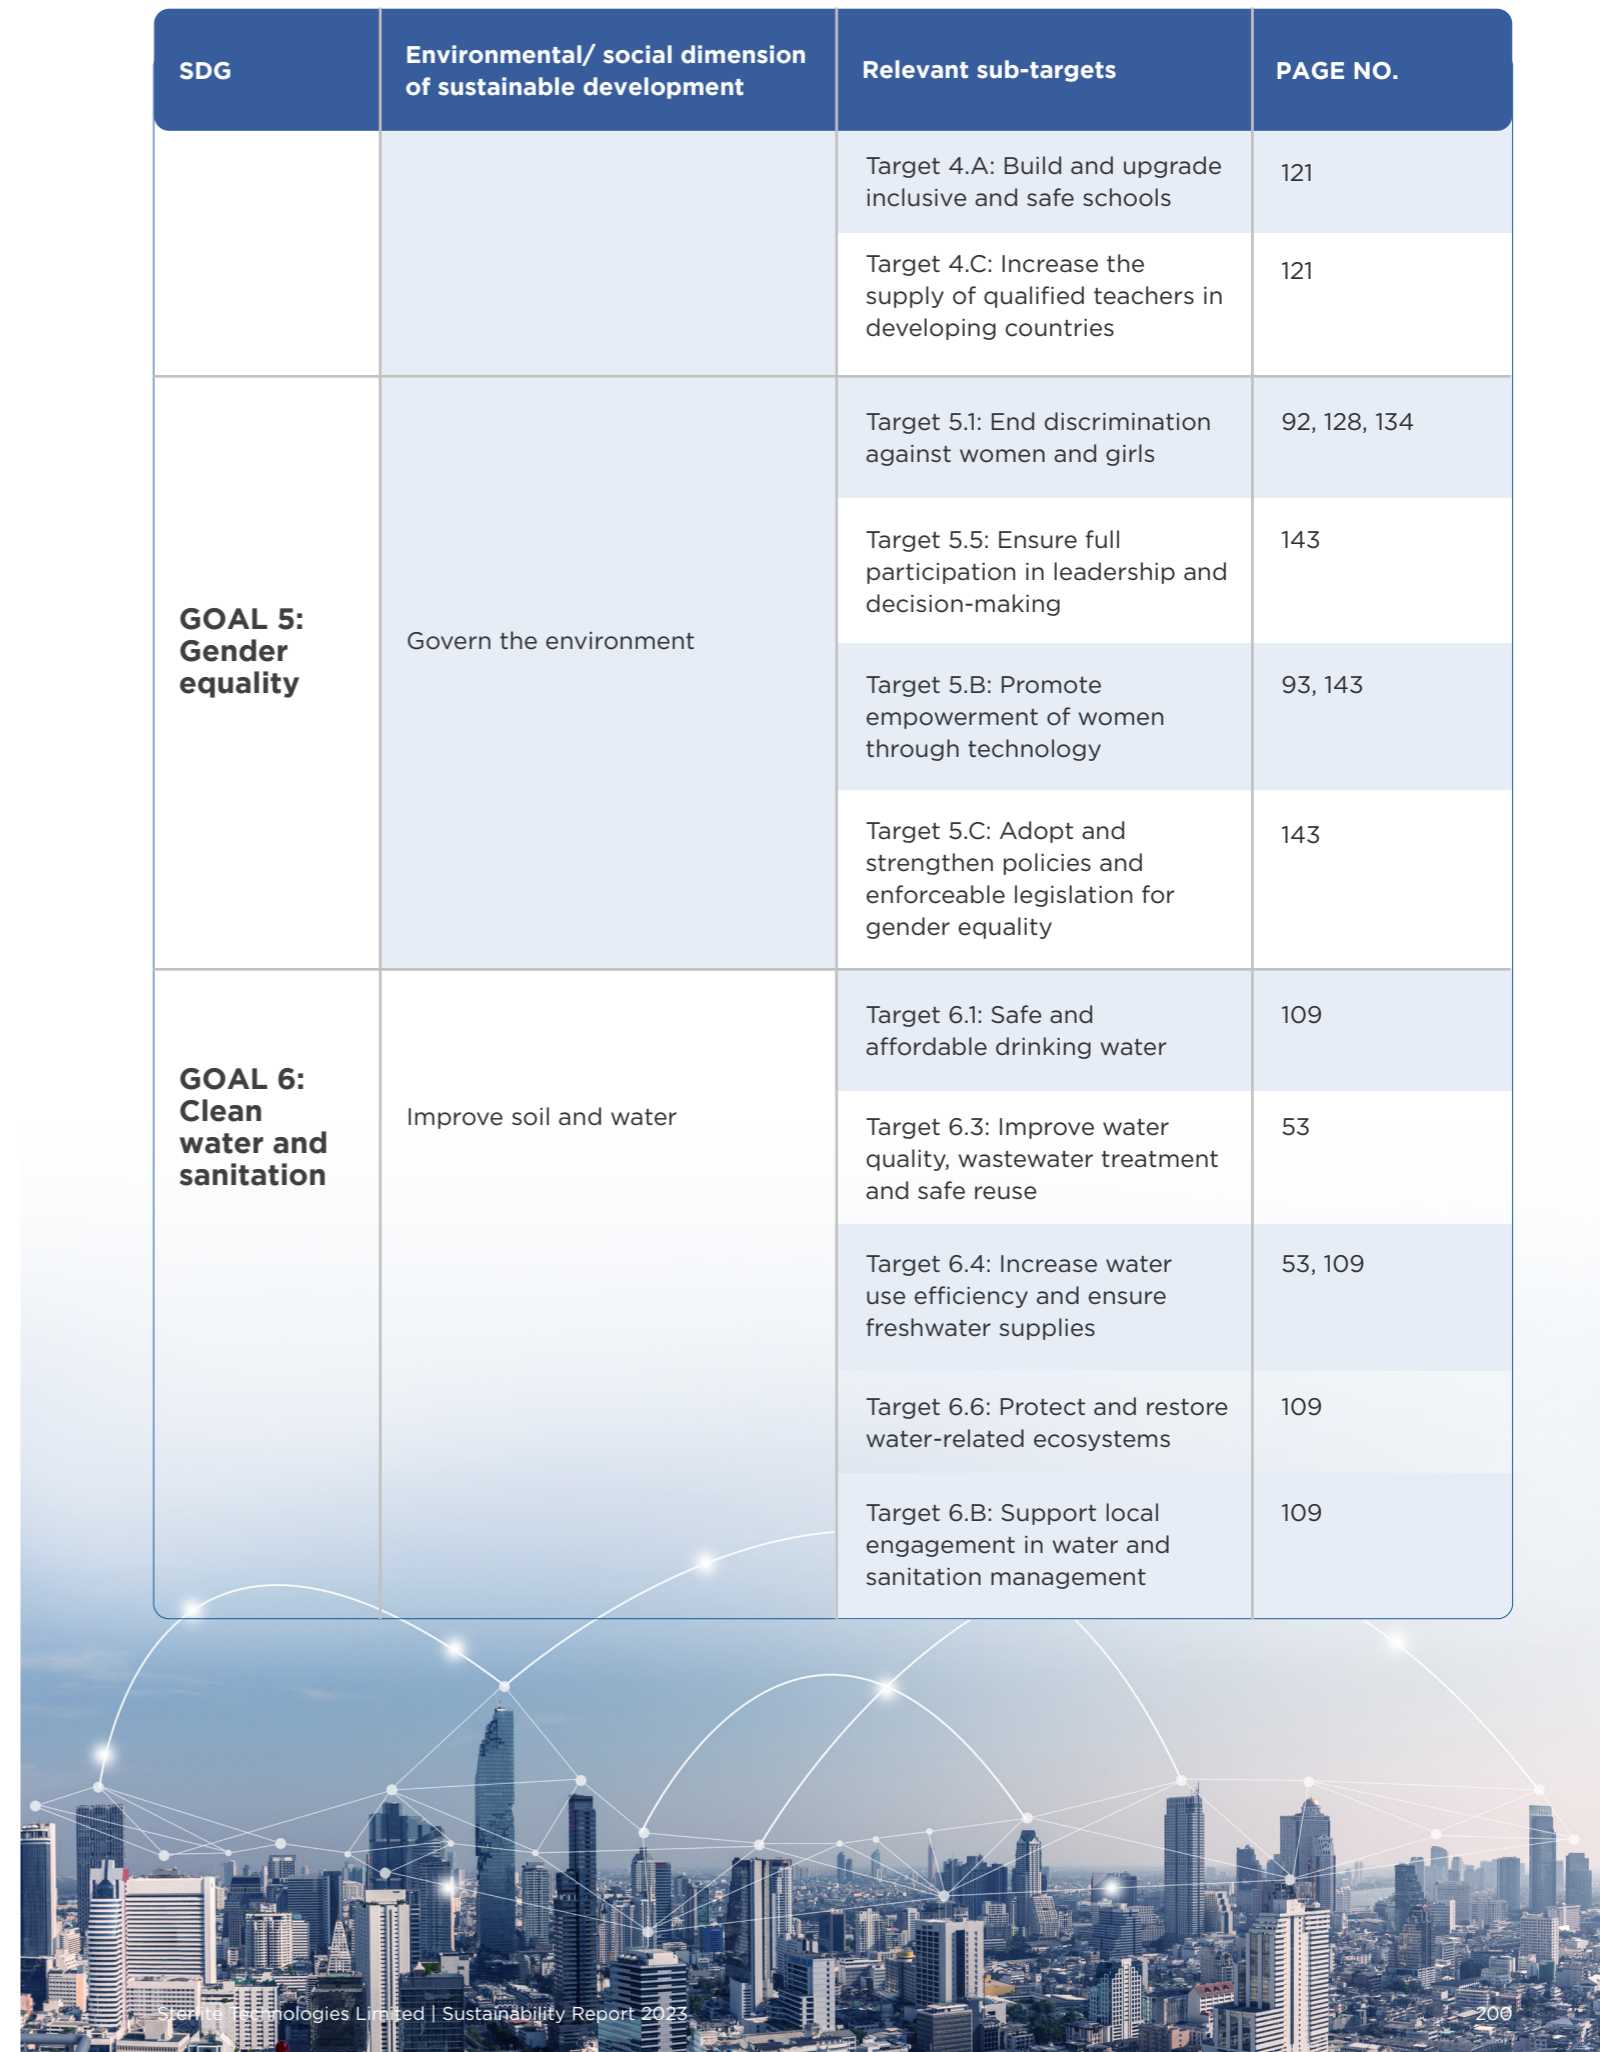 SDG
Environmental/ social dimension
of sustainable development
Relevant sub-targets
PAGE NO.
Target 4.A: Build and upgrade
inclusive and safe schools
121
Target 4.C: Increase the
supply of qualified teachers in
developing countries
121
GOAL 5:
Gender
equality
Govern the environment
Target 5.1: End discrimination
against women and girls
92, 128, 134
Target 5.5: Ensure full
participation in leadership and
decision-making
143
Target 5.B: Promote
empowerment of women
through technology
93, 143
Target 5.C: Adopt and
strengthen policies and
enforceable legislation for
gender equality
143
GOAL 6:
Clean
water and
sanitation
Improve soil and water
Target 6.1: Safe and
affordable drinking water
109
Target 6.3: Improve water
quality, wastewater treatment
and safe reuse
53
Target 6.4: Increase water
use efficiency and ensure
freshwater supplies
53, 109
Target 6.6: Protect and restore
water-related ecosystems
109
Target 6.B: Support local
engagement in water and
sanitation management
109
Sterlite Technologies Limited | Sustainability Report 2023
200